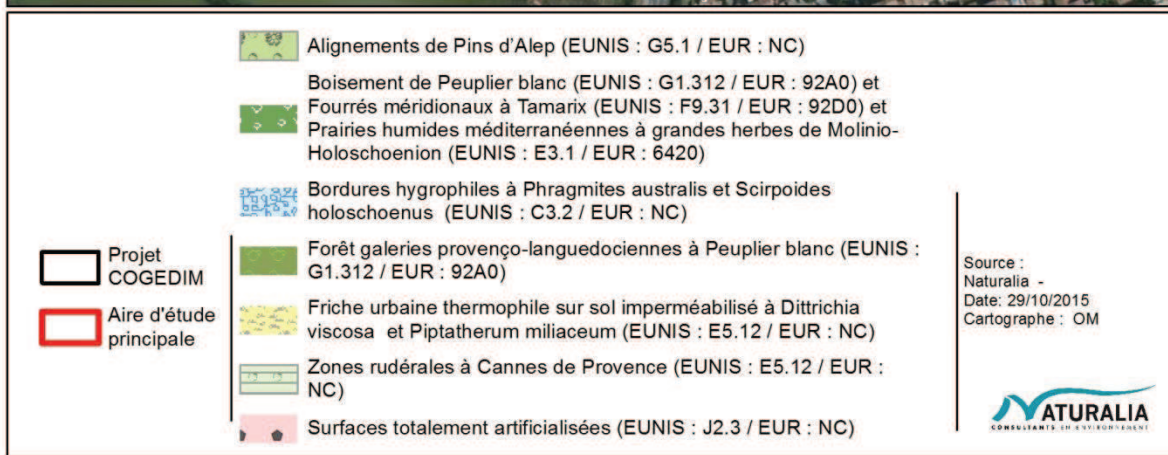 Alignements de Pins d'Alep (EUNIS : G5.1 / EUR : NC)
Boisement de Peuplier blanc (EUNIS : G1.312 / EUR : 92A0) et
Fourrés méridionaux à Tamarix (EUNIS : F9.31 / EUR : 92D0) et
Prairies humides méditerranéennes à grandes herbes de Molinio-
Holoschoenion (EUNIS : E3.1 / EUR : 6420)
Bordures hygrophiles à Phragmites australis et Scirpoides
holoschoenus (EUNIS : C3.2 / EUR : NC)
Forêt galeries provenço-languedociennes à Peuplier blanc (EUNIS :
G1.312 / EUR : 92A0)
Friche urbaine thermophile sur sol imperméabilisé à Dittrichia
viscosa et Piptatherum miliaceum (EUNIS : E5.12 / EUR : NC)
Zones rudérales à Cannes de Provence (EUNIS : E5.12 / EUR :
NC)
Surfaces totalement artificialisées (EUNIS : J2.3 / EUR : NC)
Projet
COGEDIM
Aire d'étude
principale
Source :
Naturalia -
Date: 29/10/2015
Cartographe : OM
NATURALIA
CONSULTANTS EN ENVIRONNEMENT